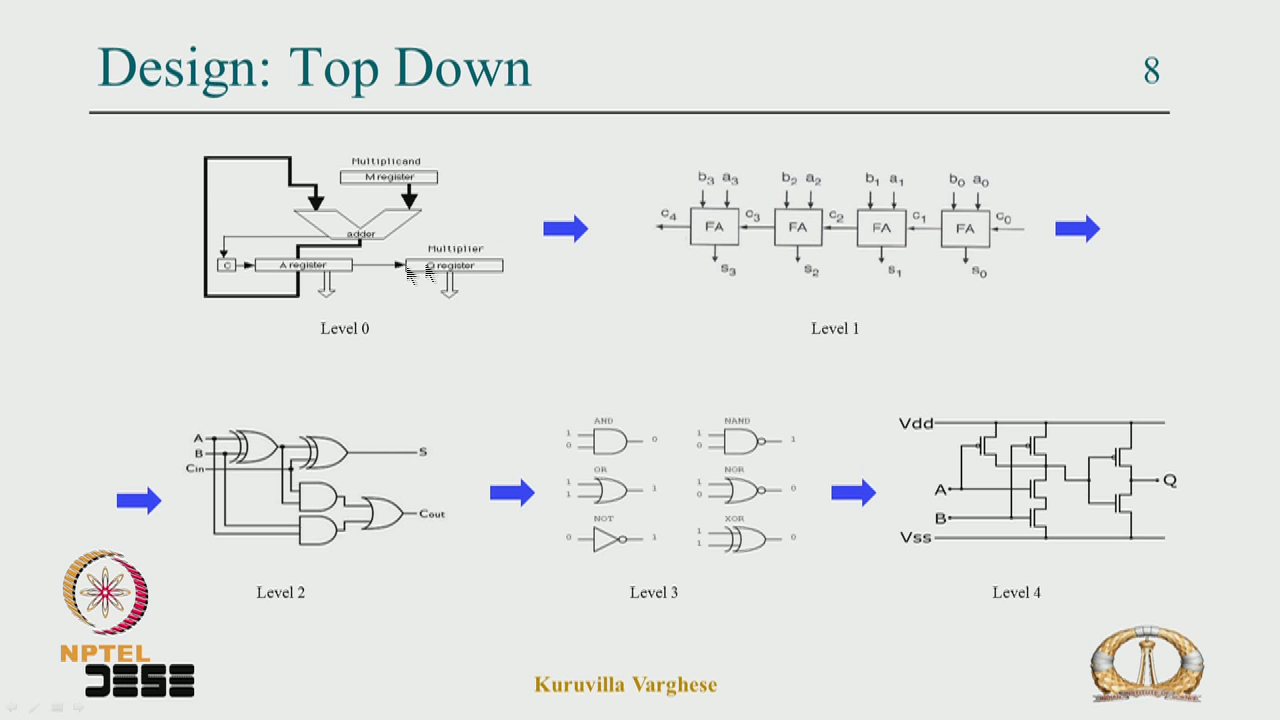 Design: Top Down
8
Multiplicand
M register
adder
Multiplier
C
A register
Q register
Level 0
b3 a3 b2 a2 b1 a1 b0 a0
c4 FA c3 FA c2 FA c1 FA c0
s3 s2 s1 s0
Level 1
A
B
Cin
S
Cout
Level 2
AND NAND
1 0 0 1 0 1
OR NOR
1 1 1 1 0 0
NOT XOR
0 1 1 1 0
Level 3
Vdd
A
B
Vss
Q
Level 4
NPTEL
DESE
Kuruvilla Varghese